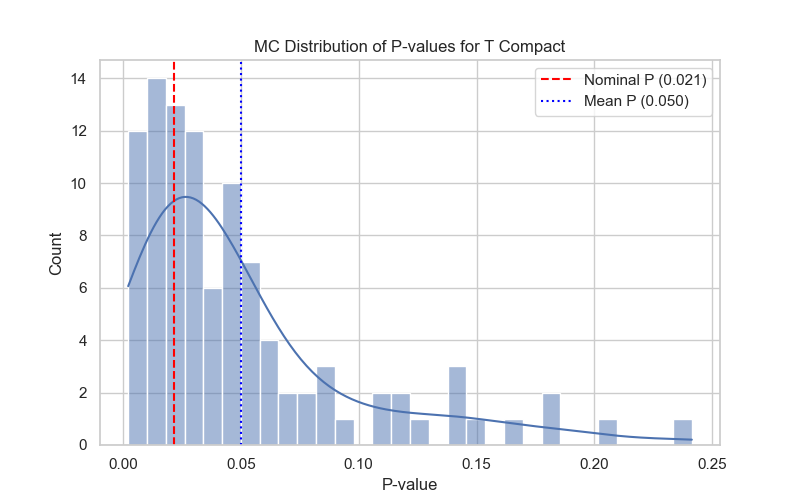 MC Distribution of P-values for T Compact
Nominal P (0.021)
Mean P (0.050)
Count
14
12
10
8
6
4
2
0
0.00 0.05 0.10 0.15 0.20 0.25
P-value